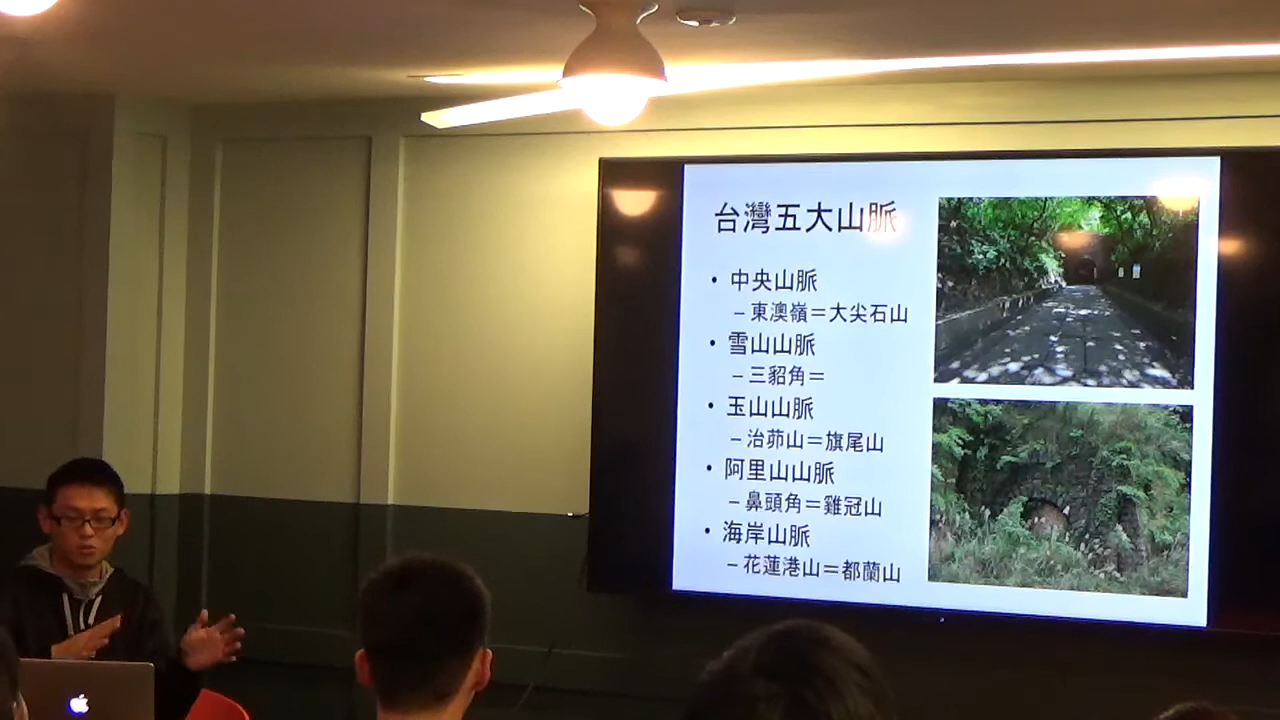 台灣五大山脈
• 中央山脈
– 東澳嶺＝大尖石山
• 雪山山脈
– 三貂角＝
• 玉山山脈
– 治茆山＝旗尾山
• 阿里山山脈
– 鼻頭角＝雞冠山
• 海岸山脈
– 花蓮港山＝都蘭山